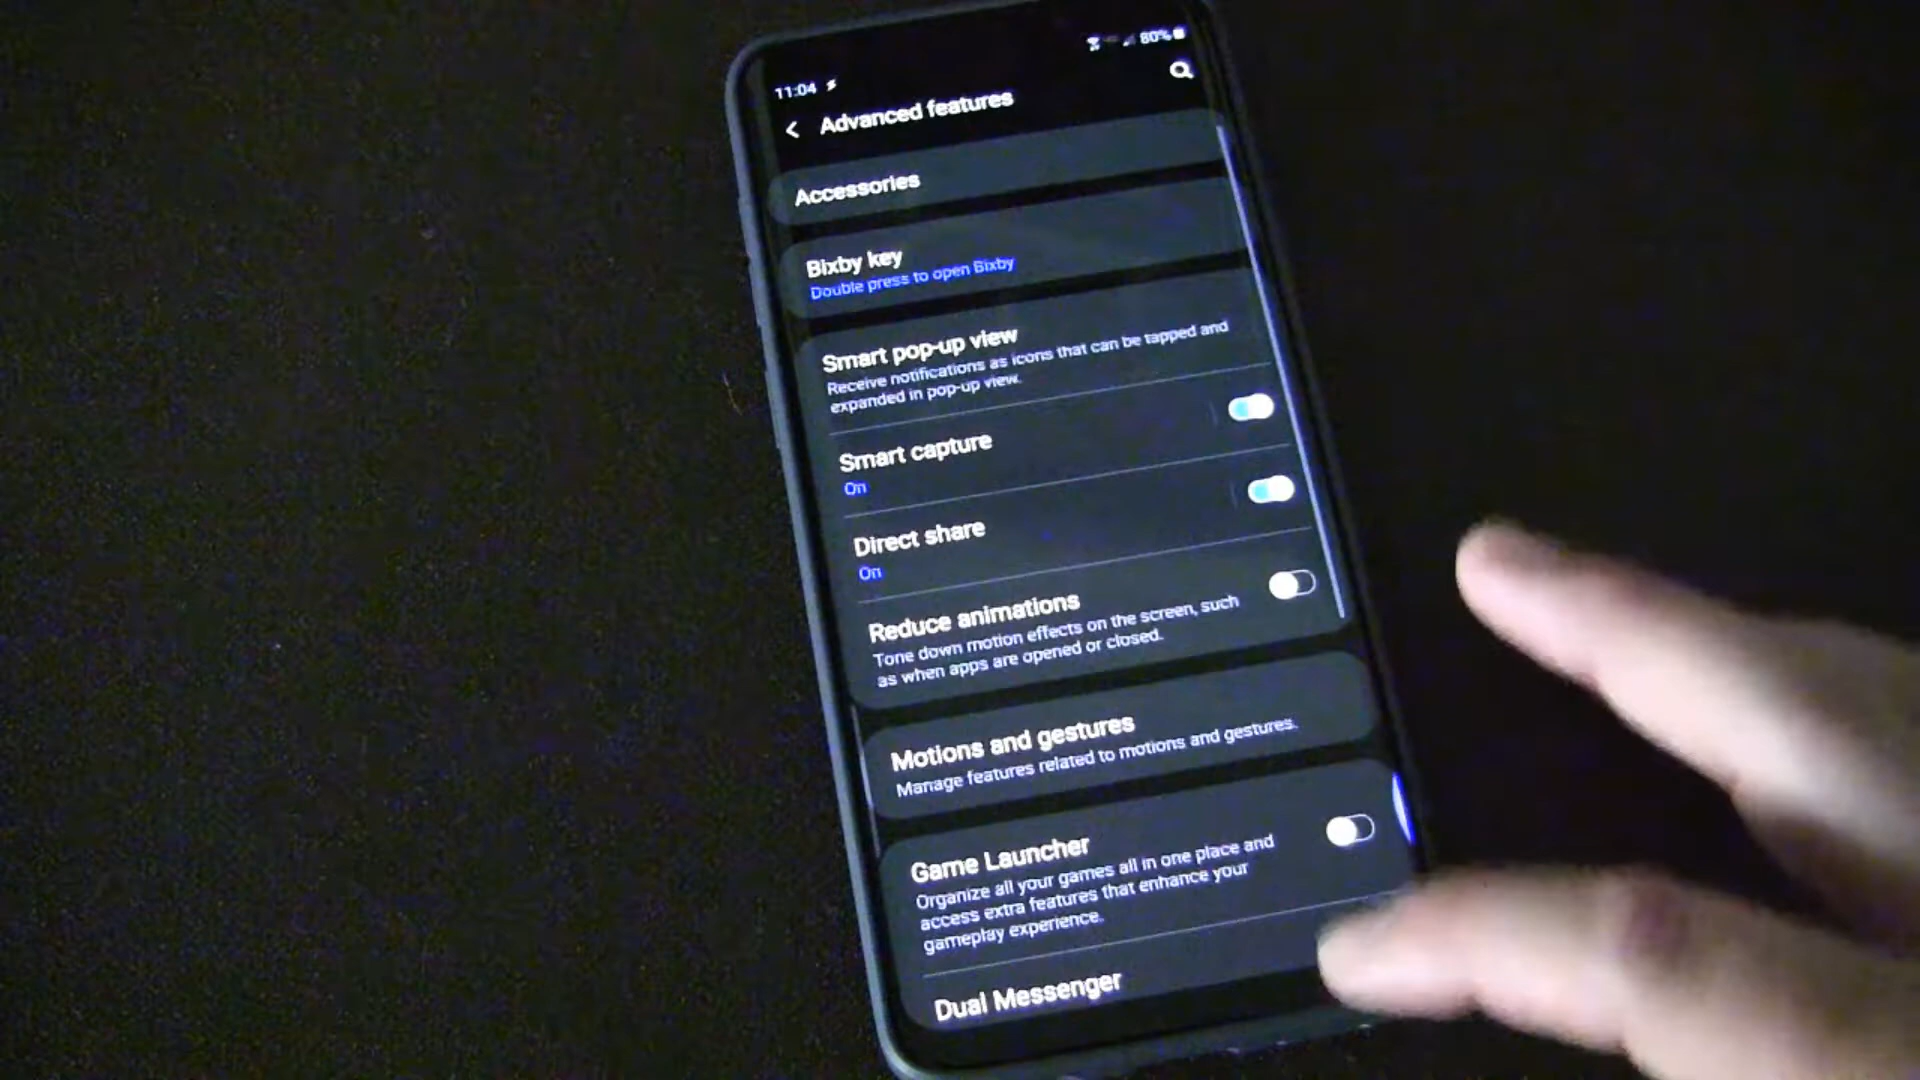 11:04
80%
Advanced features
Accessories
Bixby key
Double press to open Bixby
Smart pop-up view
Receive notifications as icons that can be tapped and
expanded in pop-up view.
Smart capture
On
Direct share
On
Reduce animations
Tone down motion effects on the screen, such
as when apps are opened or closed.
Motions and gestures
Manage features related to motions and gestures.
Game Launcher
Organize all your games all in one place and
access extra features that enhance your
gameplay experience.
Dual Messenger